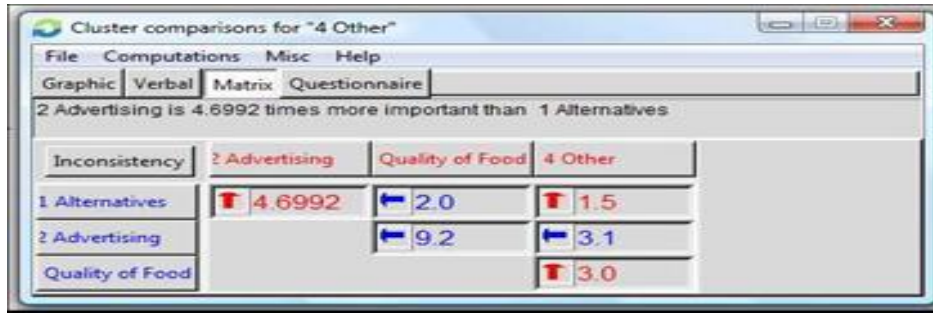 Cluster comparisons for "4 Other"
File Computations Misc Help
Graphic Verbal Matrix Questionnaire
2 Advertising is 4.6992 times more important than 1 Alternatives
Inconsistency 2 Advertising Quality of Food 4 Other
1 Alternatives 4.6992 2.0 1.5
2 Advertising 9.2 3.1
Quality of Food 3.0